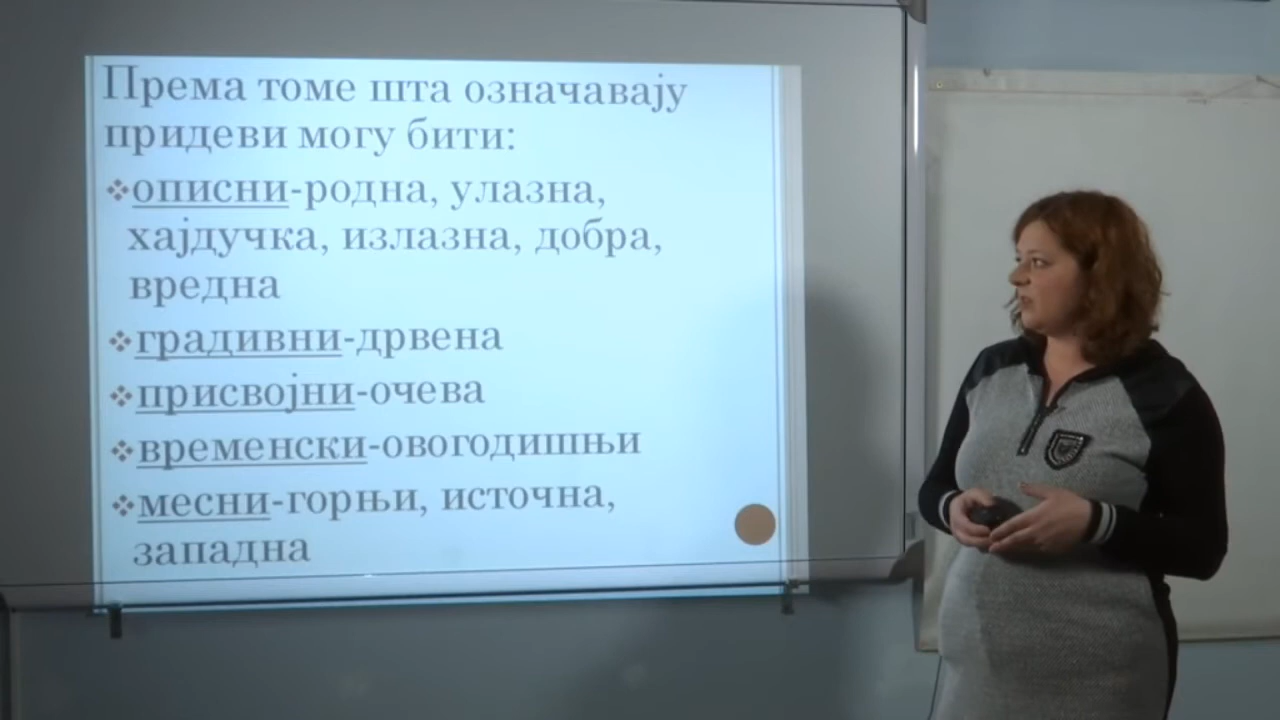 Према томе шта означавају
придеви могу бити:
описни-родна, улазна,
хајдучка, излазна, добра,
вредна
градивни-дрвена
присвојни-очева
временски-овогодишњи
месни-горњи, источна,
западна